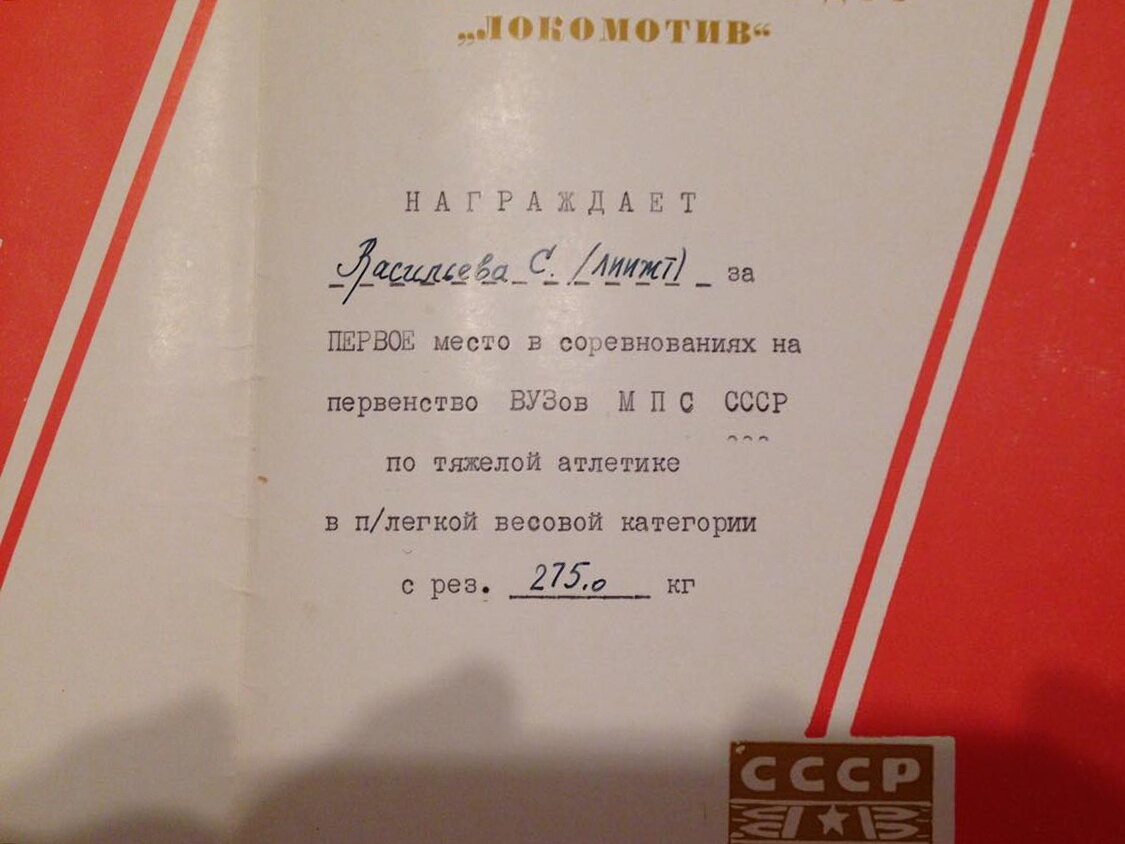 „ЛОКОМОТИВ“
НАГРАЖДАЕТ
Васильева С. (ЛИИЖТ) за
ПЕРВОЕ место в соревнованиях на
первенство ВУЗов МПС СССР
по тяжелой атлетике
в п/легкой весовой категории
с рез. 275,0 кг
СССР